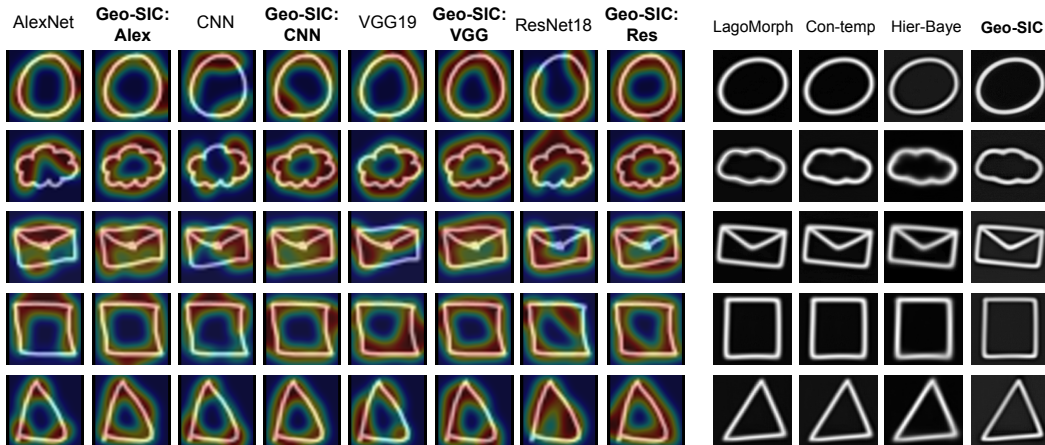 AlexNet Geo-SIC: Alex CNN Geo-SIC: CNN VGG19 Geo-SIC: VGG ResNet18 Geo-SIC: Res LagoMorph Con-temp Hier-Baye Geo-SIC